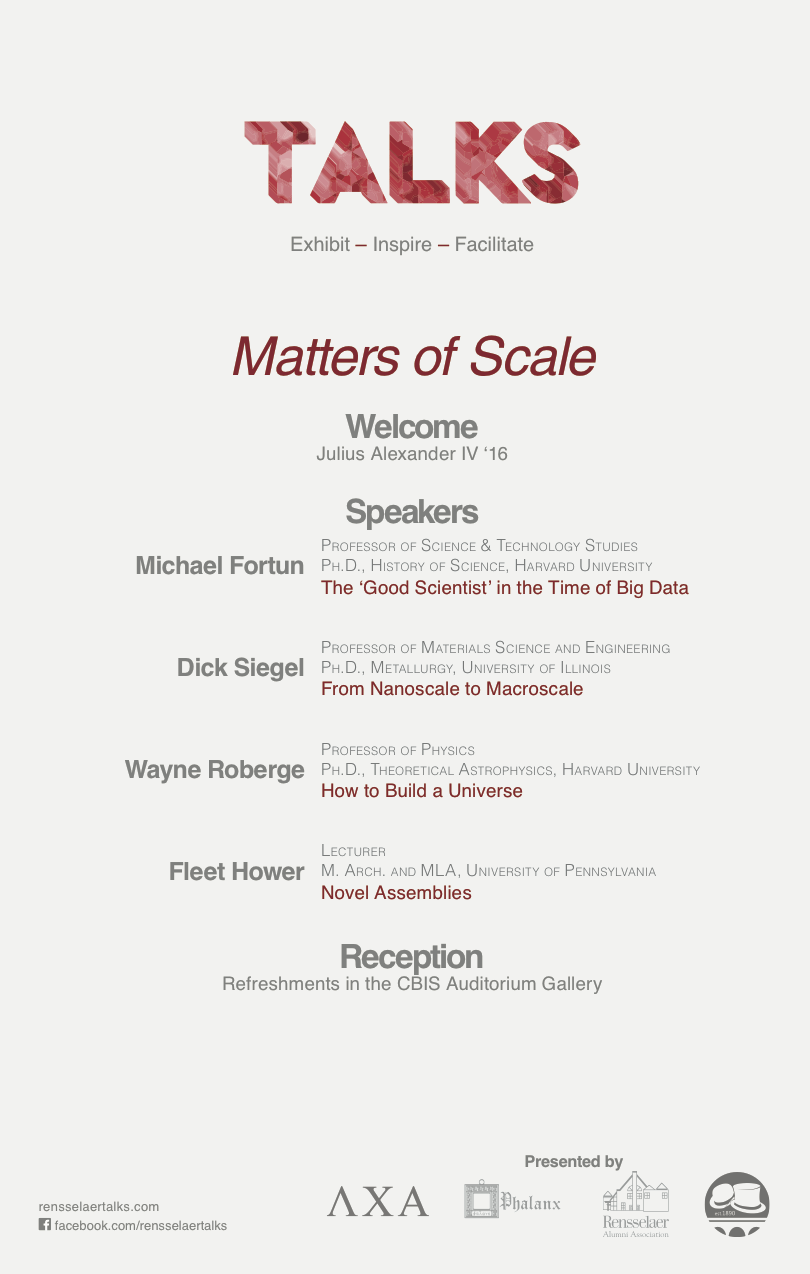 TALKS
Exhibit – Inspire – Facilitate
Matters of Scale
Welcome
Julius Alexander IV ‘16
Speakers
Michael Fortun
Professor of Science & Technology Studies
Ph.D., History of Science, Harvard University
The ‘Good Scientist’ in the Time of Big Data
Dick Siegel
Professor of Materials Science and Engineering
Ph.D., Metallurgy, University of Illinois
From Nanoscale to Macroscale
Wayne Roberge
Professor of Physics
Ph.D., Theoretical Astrophysics, Harvard University
How to Build a Universe
Fleet Hower
Lecturer
M. Arch. and MLA, University of Pennsylvania
Novel Assemblies
Reception
Refreshments in the CBIS Auditorium Gallery
Presented by
rensselaertalks.com
facebook.com/rensselaertalks
ΛΧΑ
Phalanx
Rensselaer
Alumni Association
est 1890